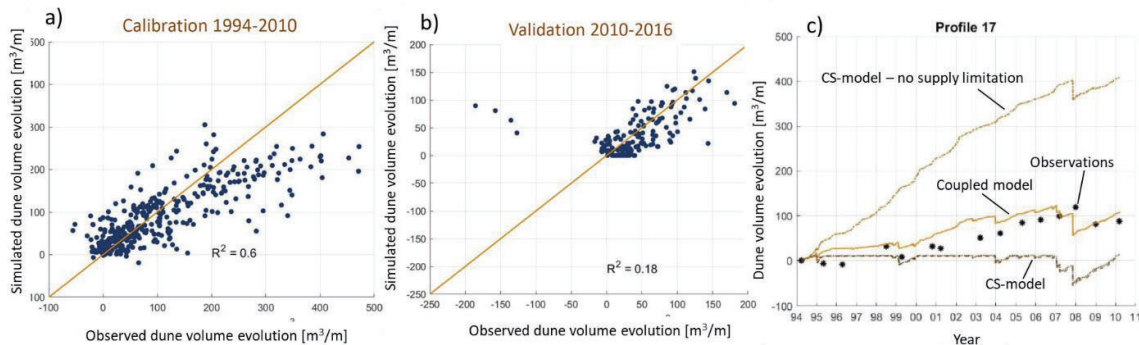 a)
Calibration 1994-2010
Simulated dune volume evolution [m³/m]
500
400
300
200
100
0
100
-100
0
100
200
300
400
500
R² = 0.6
Observed dune volume evolution [m³/m]
b)
Validation 2010-2016
Simulated dune volume evolution [m³/m]
200
150
100
50
0
-50
-100
-150
-200
-250
-250
-200
-150
-100
-50
0
50
100
150
200
R² = 0.18
Observed dune volume evolution [m³/m]
c)
Profile 17
Dune volume evolution [m³/m]
500
400
300
200
100
0
-100
CS-model – no supply limitation
Coupled model
Observations
CS-model
94 95 96 97 98 99 00 01 02 03 04 05 06 07 08 09 10 11
Year